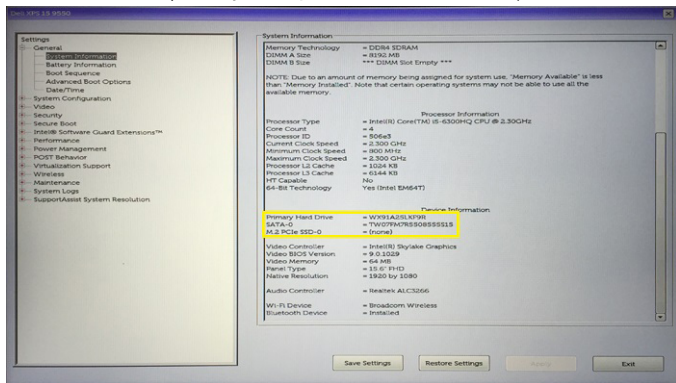 Dell XPS 15 9550
Settings
General
System Information
Battery Information
Boot Sequence
Advanced Boot Options
Date/Time
System Configuration
Video
Security
Secure Boot
Intel® Software Guard Extensions™
Performance
Power Management
POST Behavior
Virtualization Support
Wireless
Maintenance
System Logs
SupportAssist System Resolution
System Information
Memory Technology = DDR4 SDRAM
DIMM A Size = 8192 MB
DIMM B Size *** DIMM Slot Empty ***
NOTE: Due to an amount of memory being assigned for system use, "Memory Available" is less
than "Memory Installed". Note that certain operating systems may not be able to use all the
available memory.
Processor Information
Processor Type = Intel(R) Core(TM) i5-6300HQ CPU @ 2.30GHz
Core Count = 4
Processor ID = 506e3
Current Clock Speed = 2.300 GHz
Minimum Clock Speed = 800 MHz
Maximum Clock Speed = 2.300 GHz
Processor L2 Cache = 1024 KB
Processor L3 Cache = 6144 KB
HT Capable No
64-Bit Technology Yes (Intel EM64T)
Device Information
Primary Hard Drive =
SATA-0 =
M.2 PCIe SSD-0 = (none)
Video Controller = Intel(R) Skylake Graphics
Video BIOS Version = 9.0.1029
Video Memory = 64 MB
Panel Type = 15.6" FHD
Native Resolution = 1920 by 1080
Audio Controller = Realtek ALC3266
Wi-Fi Device = Broadcom Wireless
Bluetooth Device = Installed
Save Settings
Restore Settings
Apply
Exit